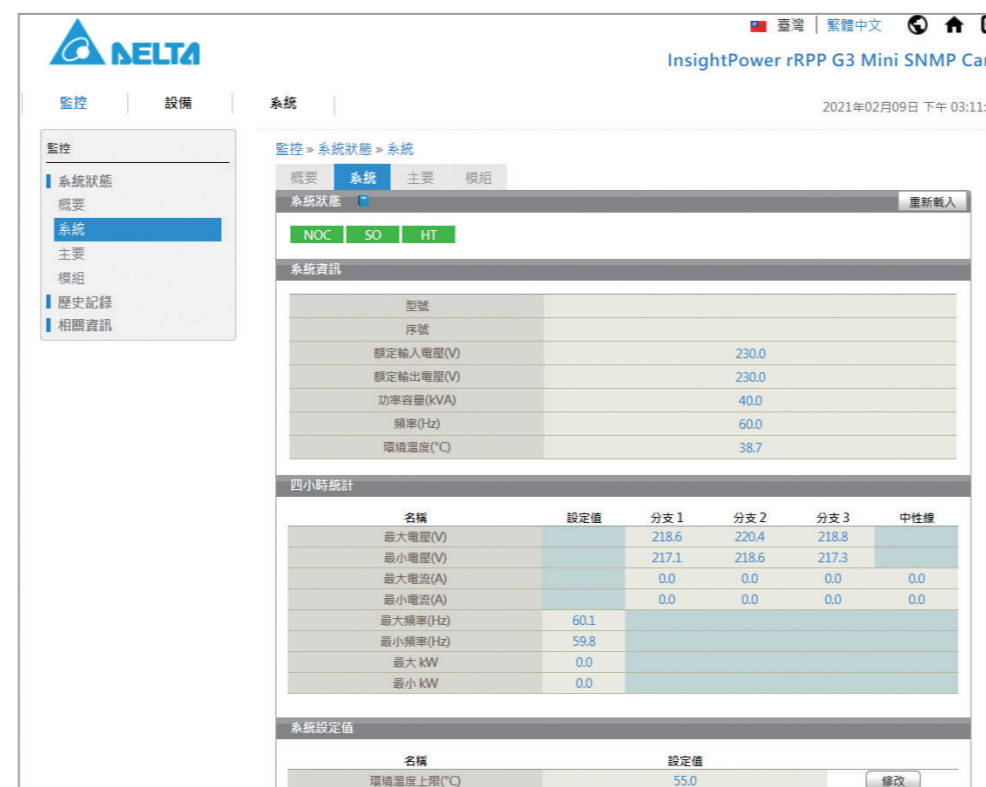 臺灣 | 繁體中文
DELTA
InsightPower rRPP G3 Mini SNMP Car
監控 設備 系統
2021年02月09日 下午 03:11:
監控
系統狀態
概要
系統
主要
模組
歷史記錄
相關資訊
監控 » 系統狀態 » 系統
概要 系統 主要 模組
系統狀態 重新載入
NOC SO HT
系統資訊
型號
序號
額定輸入電壓(V) 230.0
額定輸出電壓(V) 230.0
功率容量(kVA) 40.0
頻率(Hz) 60.0
環境溫度(°C) 38.7
四小時統計
名稱 設定值 分支 1 分支 2 分支 3 中性線
最大電壓(V) 218.6 220.4 218.8
最小電壓(V) 217.1 218.6 217.3
最大電流(A) 0.0 0.0 0.0 0.0
最小電流(A) 0.0 0.0 0.0 0.0
最大頻率(Hz) 60.1
最小頻率(Hz) 59.8
最大 kW 0.0
最小 kW 0.0
系統設定值
名稱 設定值
環境溫度上限(°C) 55.0 修改